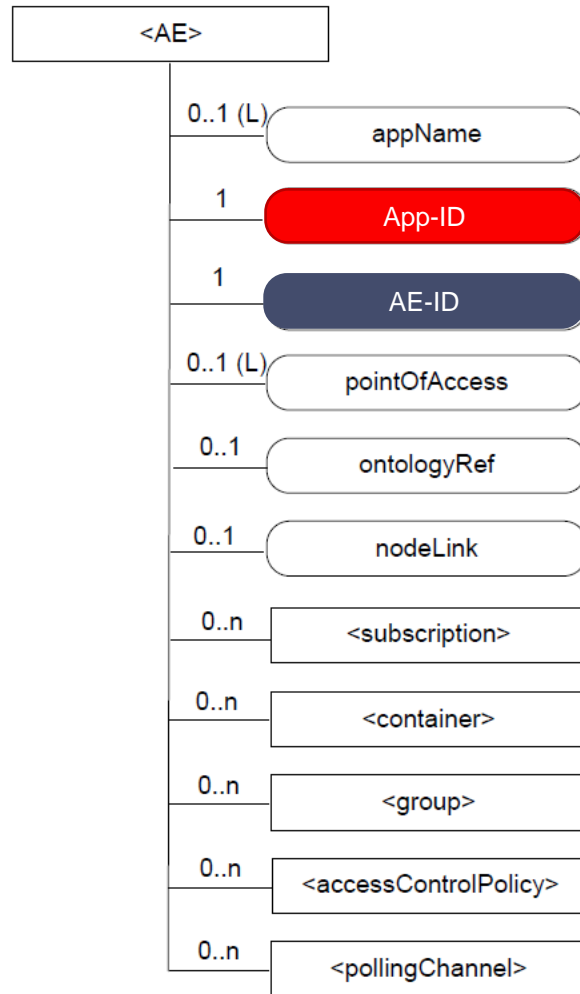 <AE>
0..1 (L)
appName
1
App-ID
1
AE-ID
0..1 (L)
pointOfAccess
0..1
ontologyRef
0..1
nodeLink
0..n
<subscription>
0..n
<container>
0..n
<group>
0..n
<accessControlPolicy>
0..n
<pollingChannel>